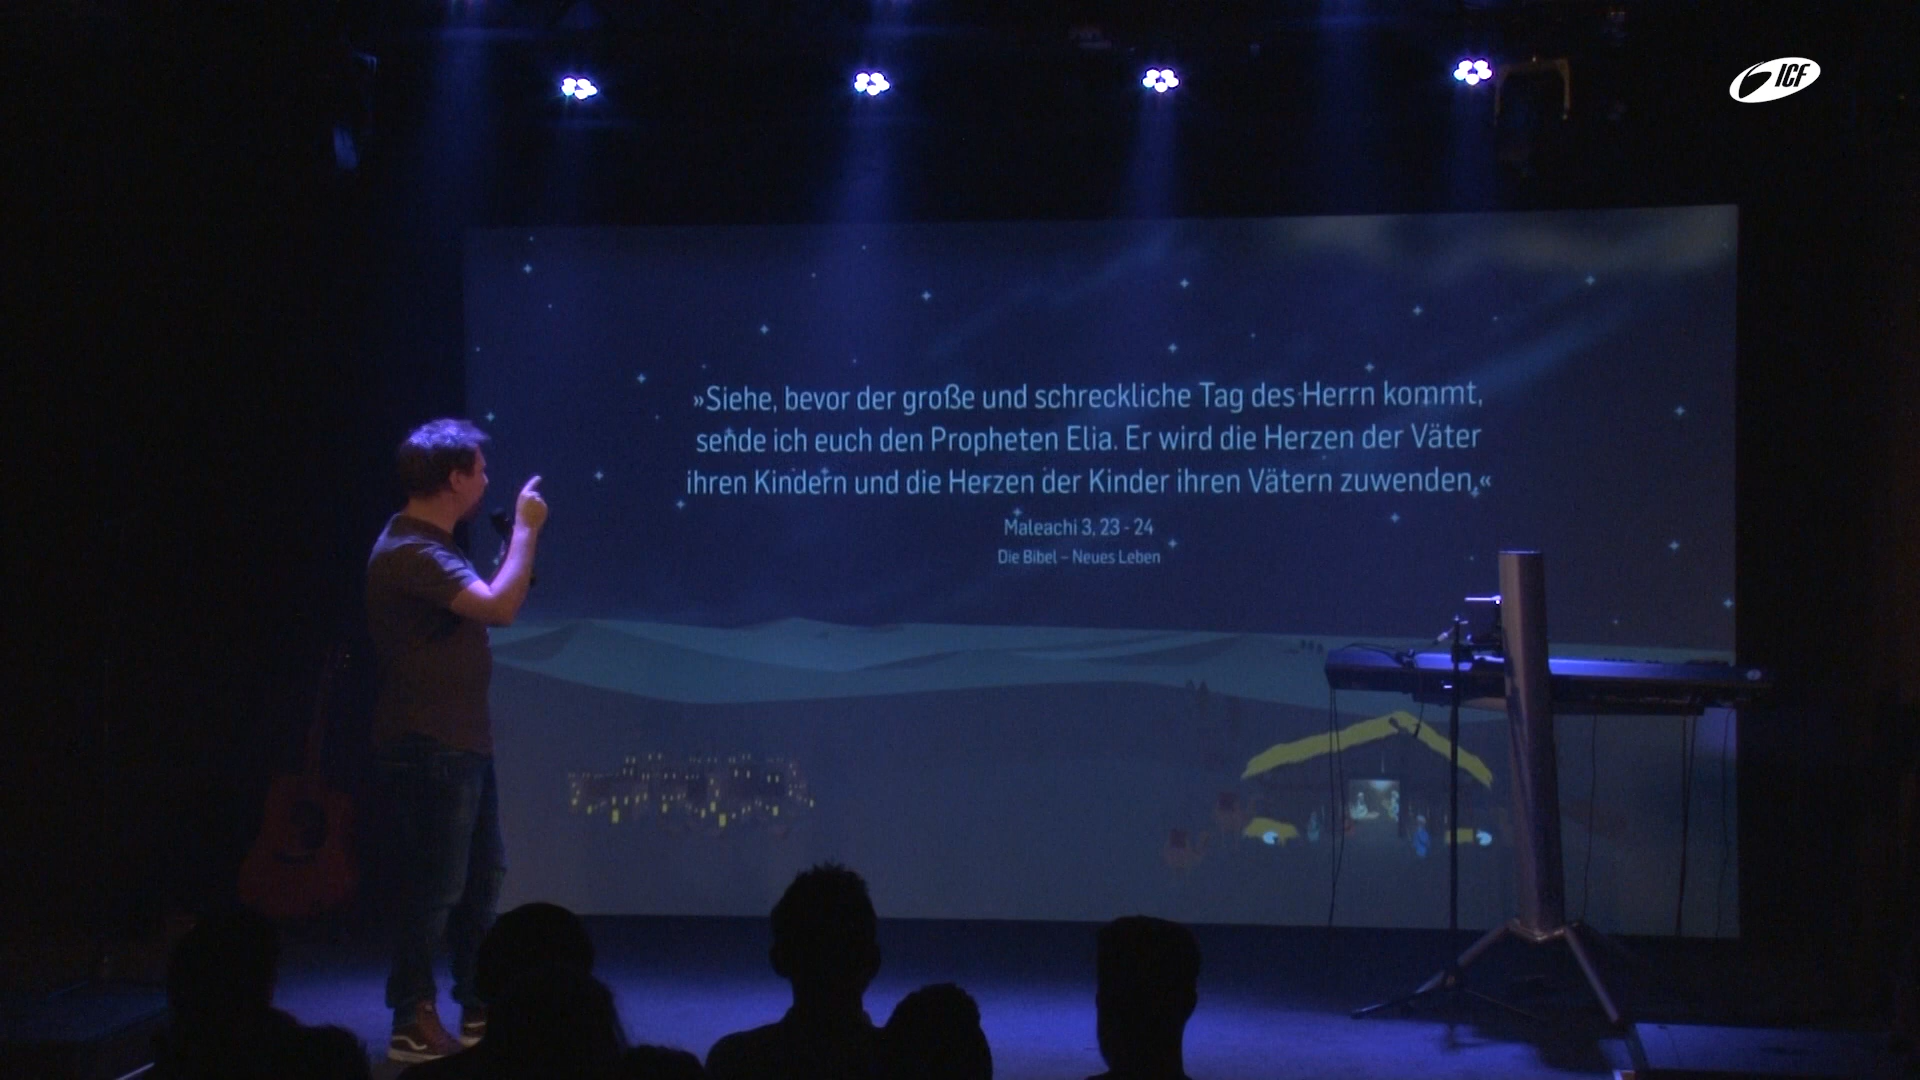 ICF
»Siehe, bevor der große und schreckliche Tag des Herrn kommt,
sende ich euch den Propheten Elia. Er wird die Herzen der Väter
ihren Kindern und die Herzen der Kinder ihren Vätern zuwenden.«
Maleachi 3, 23 - 24
Die Bibel – Neues Leben